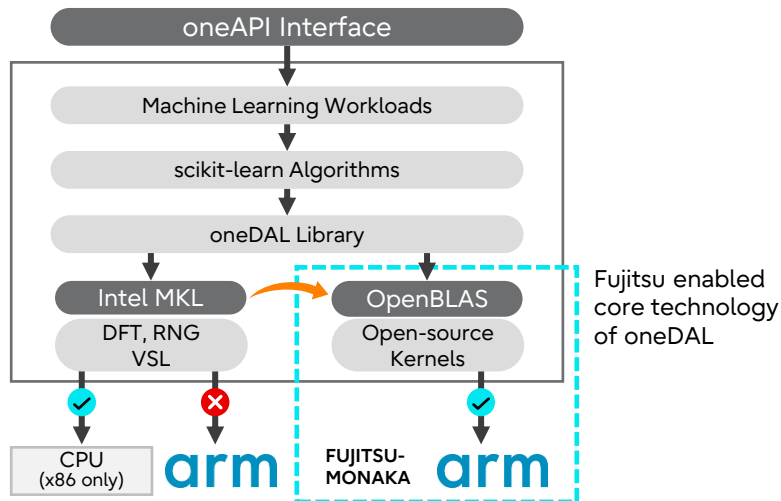 oneAPI Interface
Machine Learning Workloads
scikit-learn Algorithms
oneDAL Library
Intel MKL
OpenBLAS
DFT, RNG
VSL
Open-source
Kernels
Fujitsu enabled
core technology
of oneDAL
CPU
(x86 only)
arm
FUJITSU-
MONAKA
arm